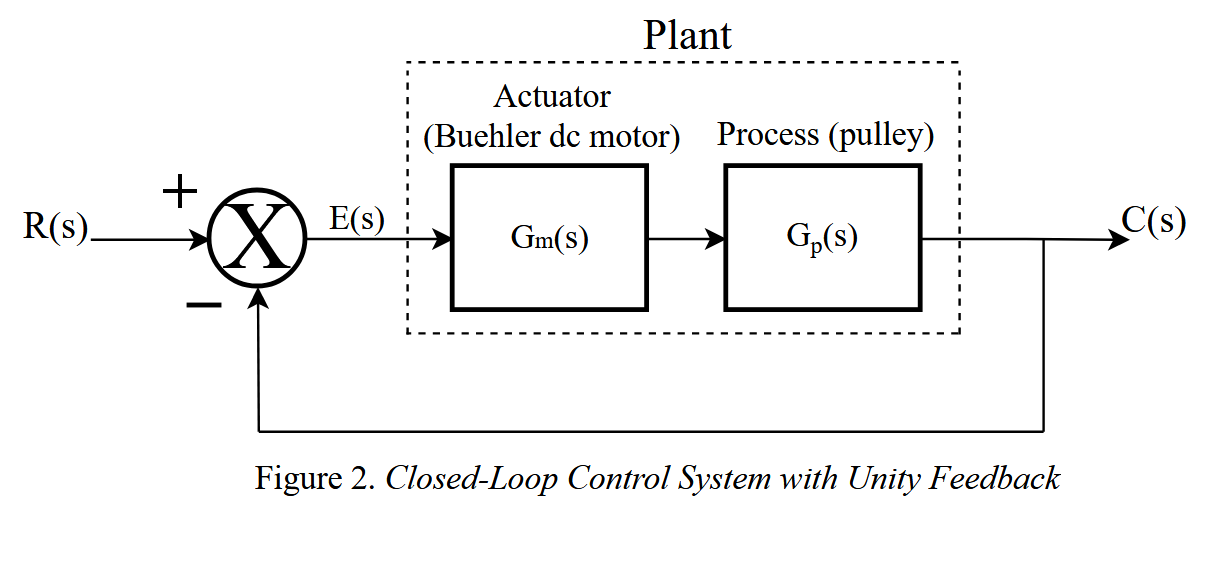 Plant
Actuator
(Buehler dc motor)
Process (pulley)
+
R(s)
X
E(s)
Gm(s)
Gp(s)
C(s)
−
Figure 2. Closed-Loop Control System with Unity Feedback